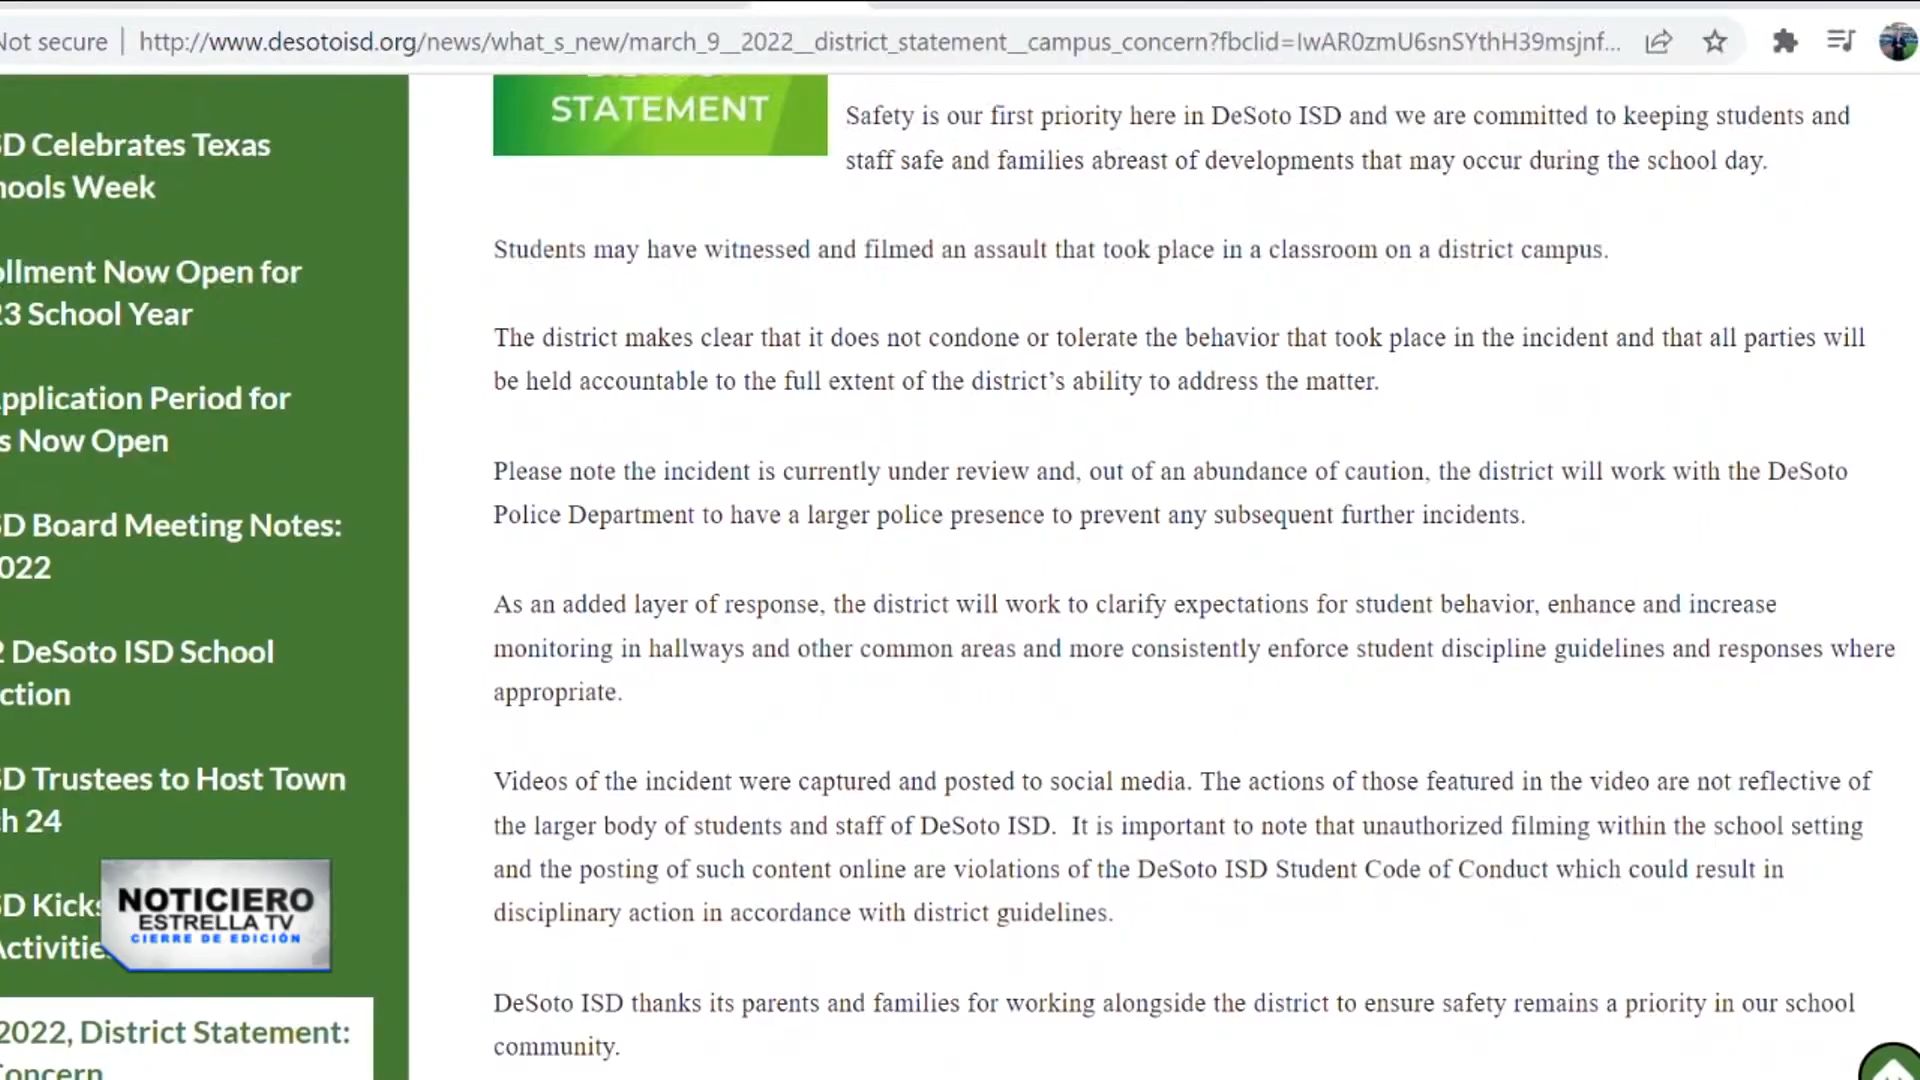 Not secure
http://www.desotoisd.org/news/what_s_new/march_9__2022__district_statement__campus_concern?fbclid=IwAR0zmU6snSYthH39msjnf...
D Celebrates Texas
hools Week
ollment Now Open for
23 School Year
pplication Period for
s Now Open
D Board Meeting Notes:
022
2 DeSoto ISD School
ction
D Trustees to Host Town
ch 24
D Kicks
Activitie
NOTICIERO
ESTRELLA TV
CIERRE DE EDICIÓN
2022, District Statement:
Concern
STATEMENT
Safety is our first priority here in DeSoto ISD and we are committed to keeping students and
staff safe and families abreast of developments that may occur during the school day.
Students may have witnessed and filmed an assault that took place in a classroom on a district campus.
The district makes clear that it does not condone or tolerate the behavior that took place in the incident and that all parties will
be held accountable to the full extent of the district’s ability to address the matter.
Please note the incident is currently under review and, out of an abundance of caution, the district will work with the DeSoto
Police Department to have a larger police presence to prevent any subsequent further incidents.
As an added layer of response, the district will work to clarify expectations for student behavior, enhance and increase
monitoring in hallways and other common areas and more consistently enforce student discipline guidelines and responses where
appropriate.
Videos of the incident were captured and posted to social media. The actions of those featured in the video are not reflective of
the larger body of students and staff of DeSoto ISD.  It is important to note that unauthorized filming within the school setting
and the posting of such content online are violations of the DeSoto ISD Student Code of Conduct which could result in
disciplinary action in accordance with district guidelines.
DeSoto ISD thanks its parents and families for working alongside the district to ensure safety remains a priority in our school
community.